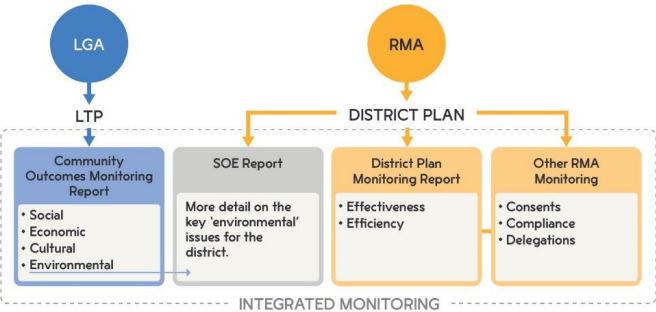 LGA
RMA
LTP
DISTRICT PLAN
Community
Outcomes Monitoring
Report
• Social
• Economic
• Cultural
• Environmental
SOE Report
More detail on the
key ‘environmental’
issues for the
district.
District Plan
Monitoring Report
• Effectiveness
• Efficiency
Other RMA
Monitoring
• Consents
• Compliance
• Delegations
INTEGRATED MONITORING